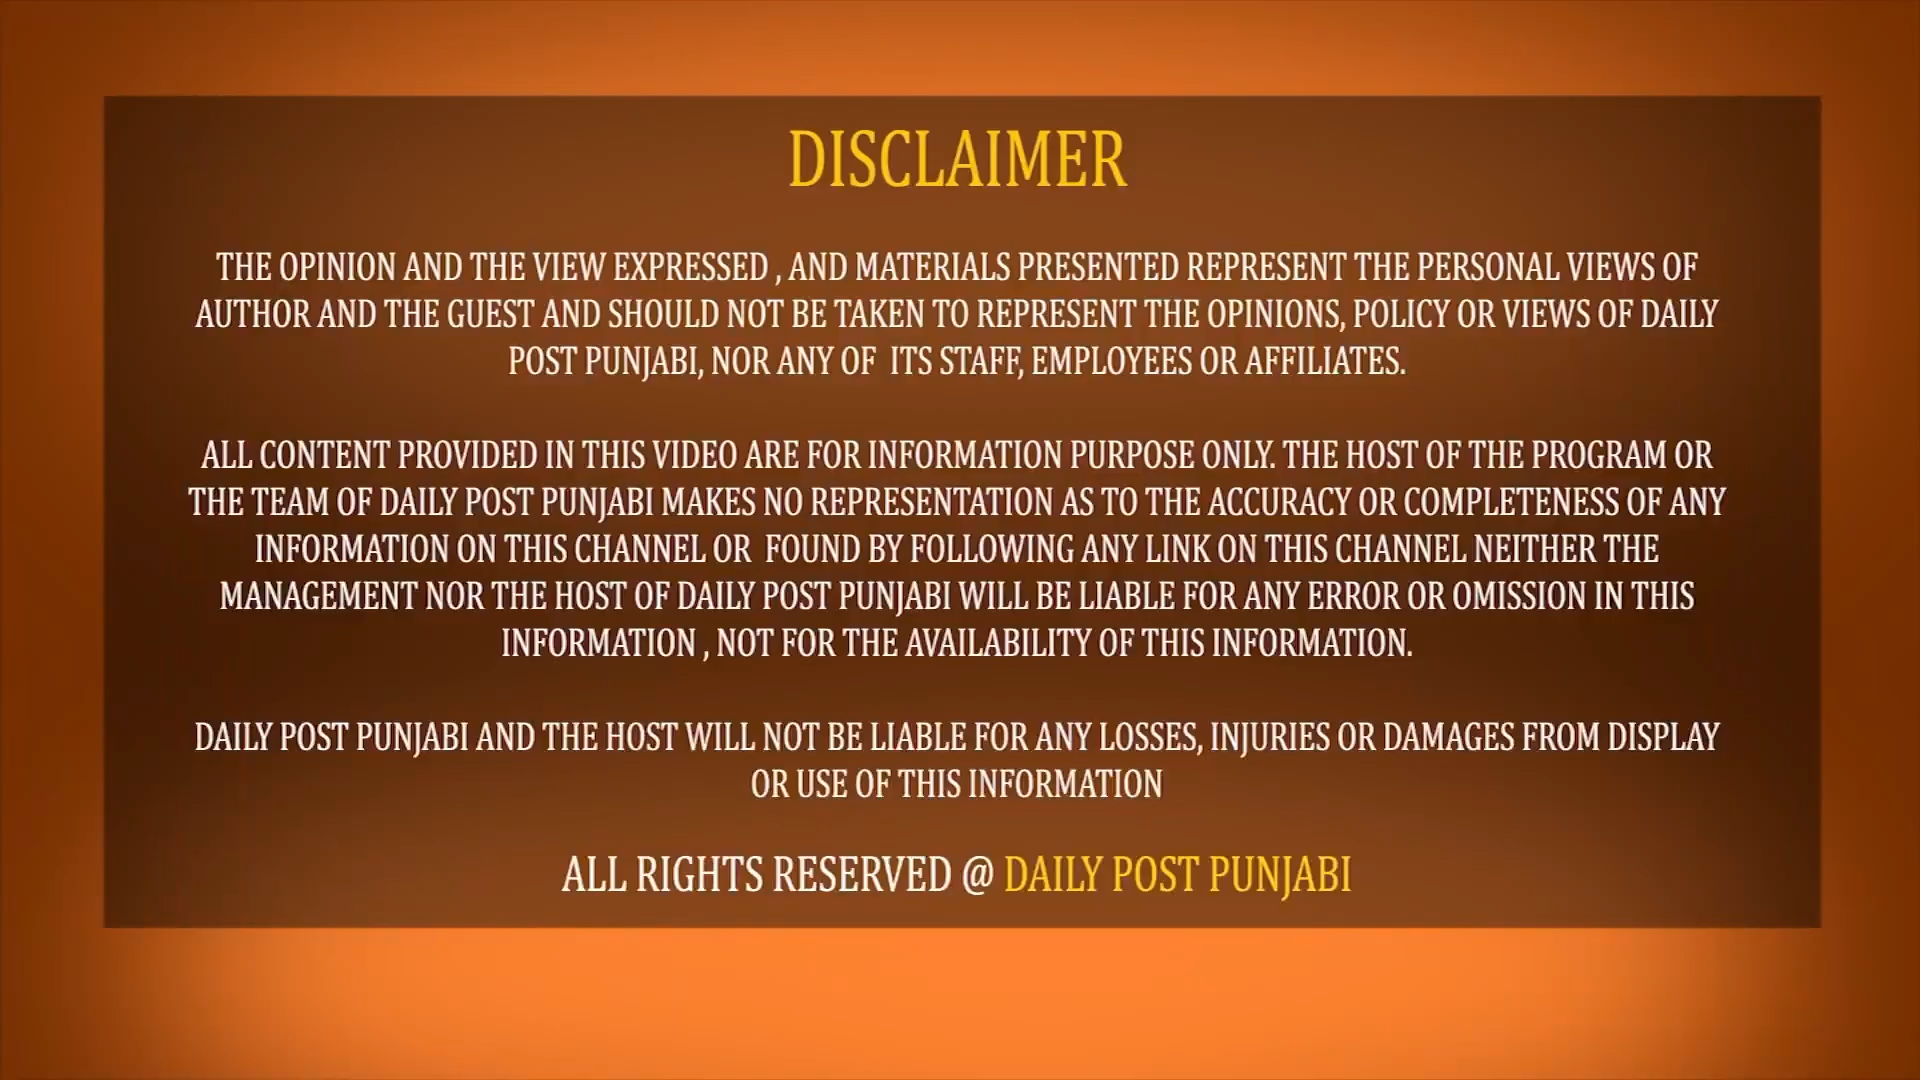 DISCLAIMER
THE OPINION AND THE VIEW EXPRESSED , AND MATERIALS PRESENTED REPRESENT THE PERSONAL VIEWS OF
AUTHOR AND THE GUEST AND SHOULD NOT BE TAKEN TO REPRESENT THE OPINIONS, POLICY OR VIEWS OF DAILY
POST PUNJABI, NOR ANY OF  ITS STAFF, EMPLOYEES OR AFFILIATES.
ALL CONTENT PROVIDED IN THIS VIDEO ARE FOR INFORMATION PURPOSE ONLY. THE HOST OF THE PROGRAM OR
THE TEAM OF DAILY POST PUNJABI MAKES NO REPRESENTATION AS TO THE ACCURACY OR COMPLETENESS OF ANY
INFORMATION ON THIS CHANNEL OR  FOUND BY FOLLOWING ANY LINK ON THIS CHANNEL NEITHER THE
MANAGEMENT NOR THE HOST OF DAILY POST PUNJABI WILL BE LIABLE FOR ANY ERROR OR OMISSION IN THIS
INFORMATION , NOT FOR THE AVAILABILITY OF THIS INFORMATION.
DAILY POST PUNJABI AND THE HOST WILL NOT BE LIABLE FOR ANY LOSSES, INJURIES OR DAMAGES FROM DISPLAY
OR USE OF THIS INFORMATION
ALL RIGHTS RESERVED @ DAILY POST PUNJABI